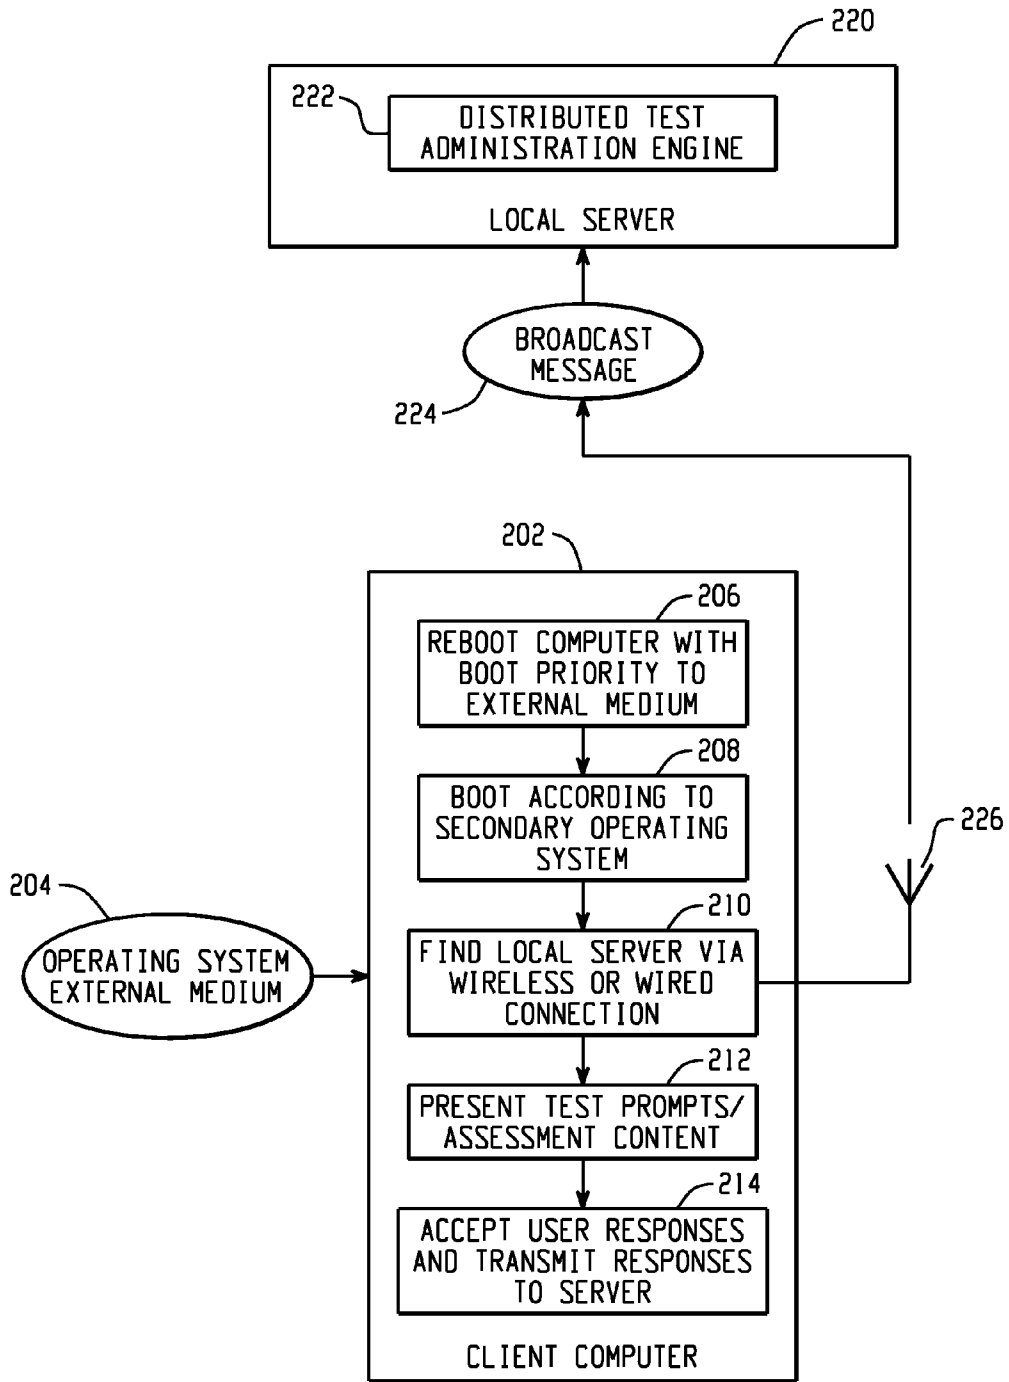 220
222
DISTRIBUTED TEST
ADMINISTRATION ENGINE
LOCAL SERVER
BROADCAST
MESSAGE
224
202
206
REBOOT COMPUTER WITH
BOOT PRIORITY TO
EXTERNAL MEDIUM
208
BOOT ACCORDING TO
SECONDARY OPERATING
SYSTEM
226
204
OPERATING SYSTEM
EXTERNAL MEDIUM
210
FIND LOCAL SERVER VIA
WIRELESS OR WIRED
CONNECTION
212
PRESENT TEST PROMPTS/
ASSESSMENT CONTENT
214
ACCEPT USER RESPONSES
AND TRANSMIT RESPONSES
TO SERVER
CLIENT COMPUTER